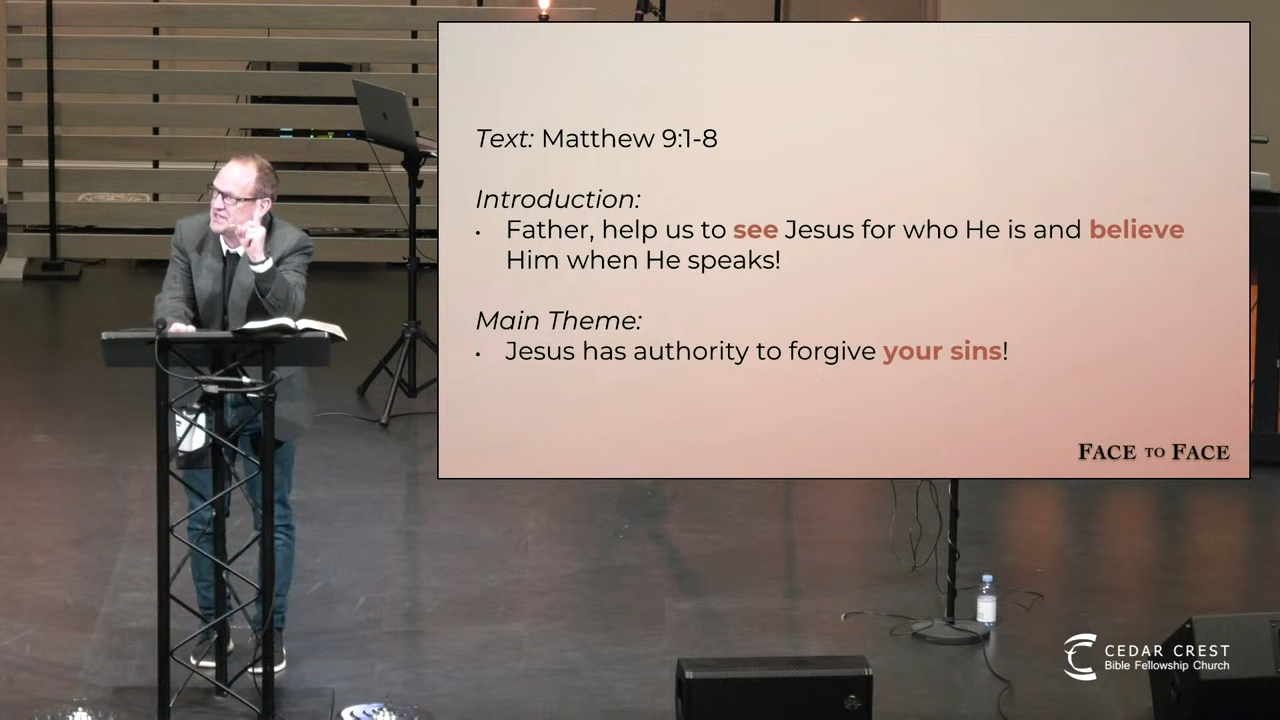 Text: Matthew 9:1-8
Introduction:
• Father, help us to see Jesus for who He is and believe
Him when He speaks!
Main Theme:
• Jesus has authority to forgive your sins!
FACE TO FACE
CEDAR CREST
Bible Fellowship Church